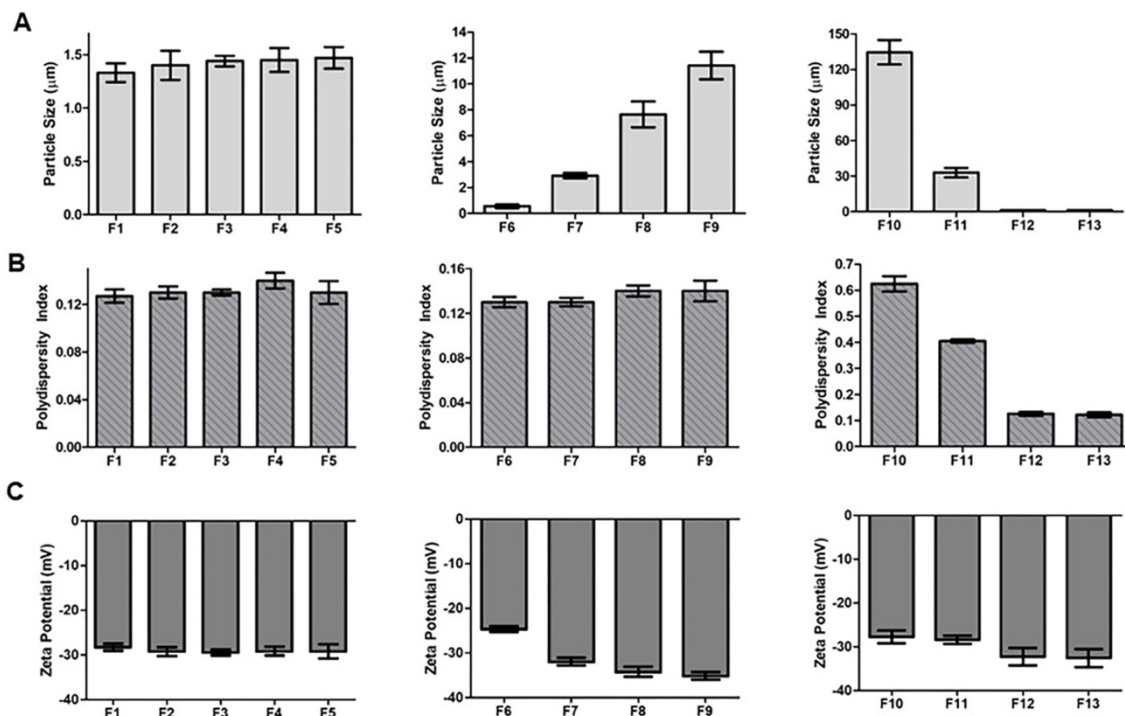 A
Particle Size (µm)
1.5
1.0
0.5
0.0
F1 F2 F3 F4 F5
Particle Size (µm)
14
12
10
8
6
4
2
0
F6 F7 F8 F9
Particle Size (µm)
150
120
90
60
30
0
F10 F11 F12 F13
B
Polydispersity Index
0.12
0.08
0.04
0.00
F1 F2 F3 F4 F5
Polydispersity Index
0.16
0.12
0.08
0.04
0.00
F6 F7 F8 F9
Polydispersity Index
0.7
0.6
0.5
0.4
0.3
0.2
0.1
0.0
F10 F11 F12 F13
C
Zeta Potential (mV)
0
-10
-20
-30
-40
F1 F2 F3 F4 F5
Zeta Potential (mV)
0
-10
-20
-30
-40
F6 F7 F8 F9
Zeta Potential (mV)
0
-10
-20
-30
-40
F10 F11 F12 F13